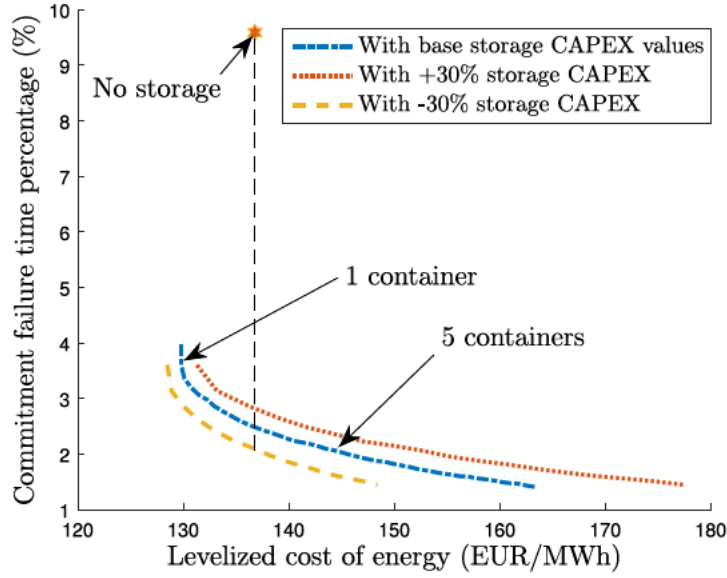 10
9
8
7
6
5
4
3
2
1
Commitment failure time percentage (%)
No storage
With base storage CAPEX values
With +30% storage CAPEX
With -30% storage CAPEX
1 container
5 containers
120
130
140
150
160
170
180
Levelized cost of energy (EUR/MWh)